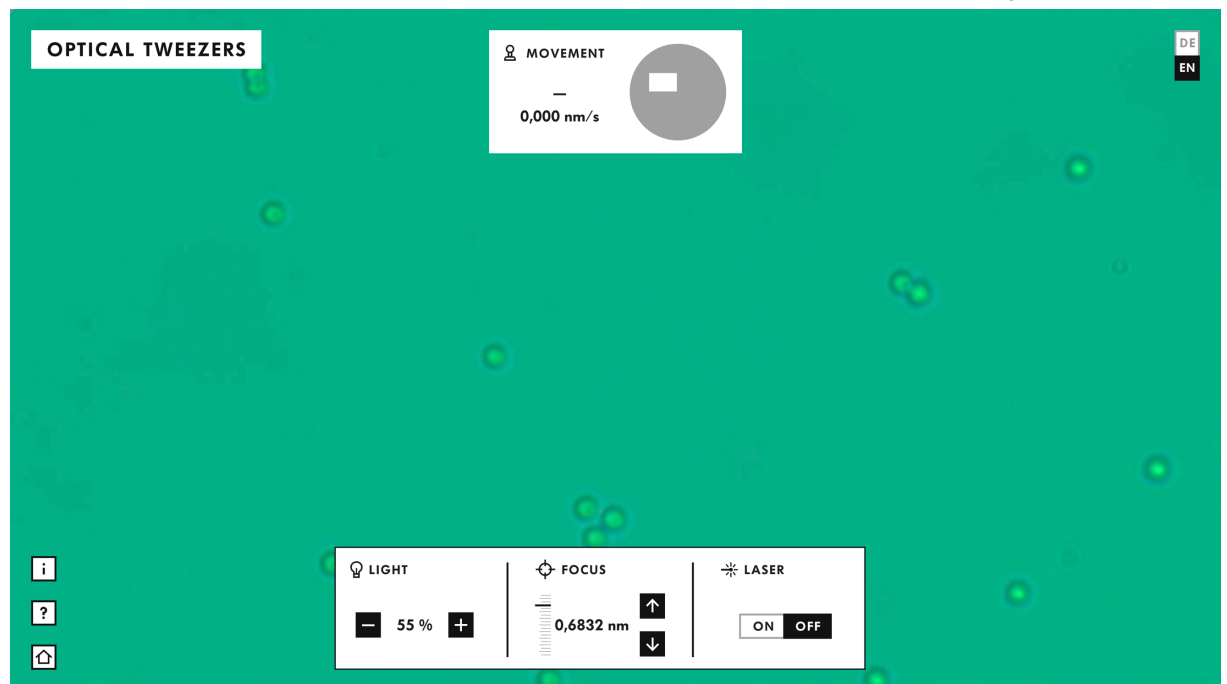 OPTICAL TWEEZERS
MOVEMENT
–
0,000 nm/s
DE
EN
i
?
LIGHT
– 55 % +
FOCUS
0,6832 nm
↑
↓
LASER
ON OFF